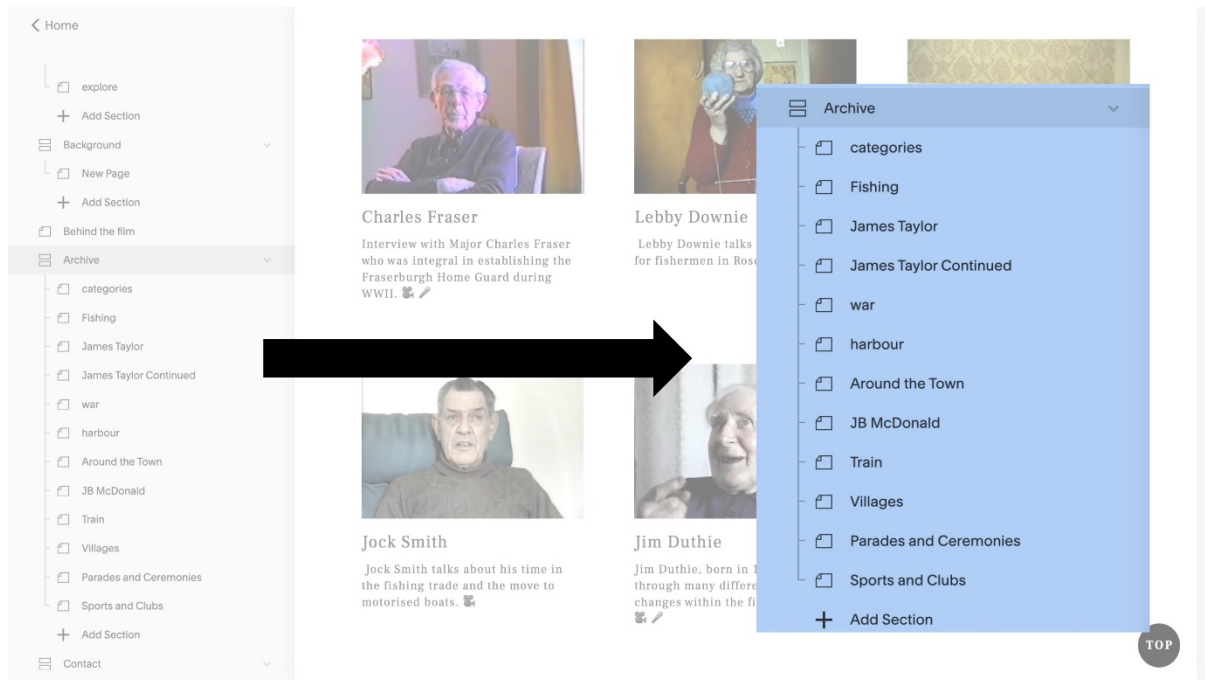 Home
explore
Add Section
Background
New Page
Add Section
Behind the film
Archive
categories
Fishing
James Taylor
James Taylor Continued
war
harbour
Around the Town
JB McDonald
Train
Villages
Parades and Ceremonies
Sports and Clubs
Add Section
Contact
Charles Fraser
Interview with Major Charles Fraser
who was integral in establishing the
Fraserburgh Home Guard during
WWII.
Lebby Downie
Lebby Downie talks
for fishermen in
Jock Smith
Jock Smith talks about his time in
the fishing trade and the move to
motorised boats.
Jim Duthie
Jim Duthie, born in
through many
changes within the
Archive
categories
Fishing
James Taylor
James Taylor Continued
war
harbour
Around the Town
JB McDonald
Train
Villages
Parades and Ceremonies
Sports and Clubs
Add Section
TOP